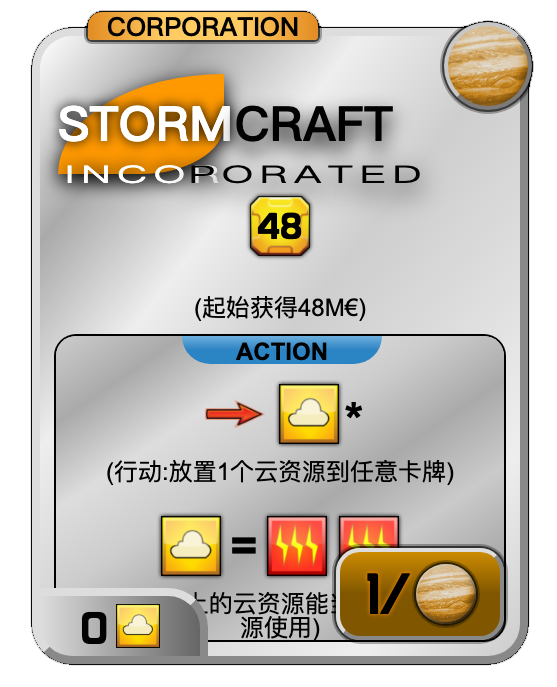 CORPORATION
STORMCRAFT
INCORPORATED
48
(起始获得48M€)
ACTION
*
(行动:放置1个云资源到任意卡牌)
=
上的云资源能
源使用)
1/
0